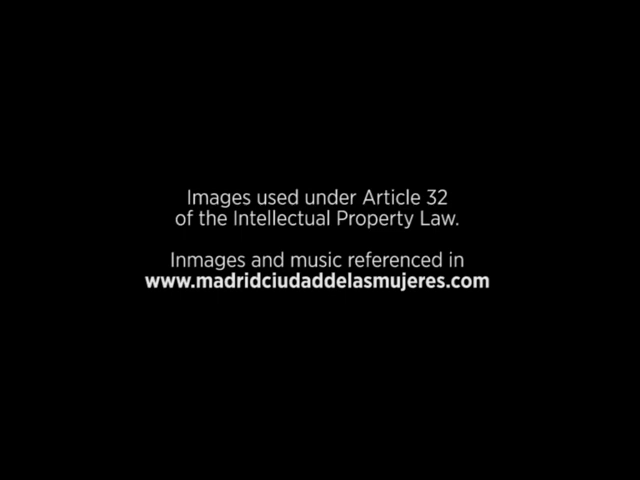 Images used under Article 32
of the Intellectual Property Law.
Inmages and music referenced in
www.madridciudaddelasmujeres.com